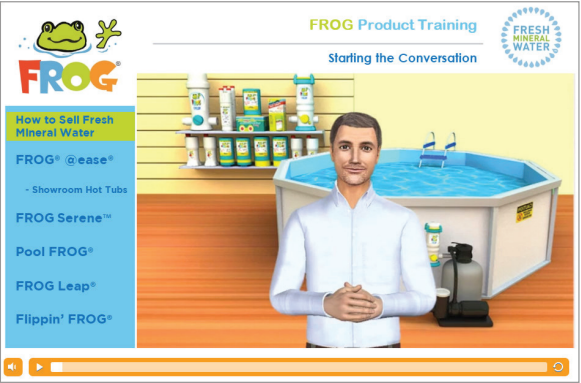 FROG®
FROG Product Training
Starting the Conversation
FRESH
MINERAL
WATER
How to Sell Fresh
Mineral Water
FROG® @ease®
- Showroom Hot Tubs
FROG Serene™
Pool FROG®
FROG Leap®
Flippin' FROG®